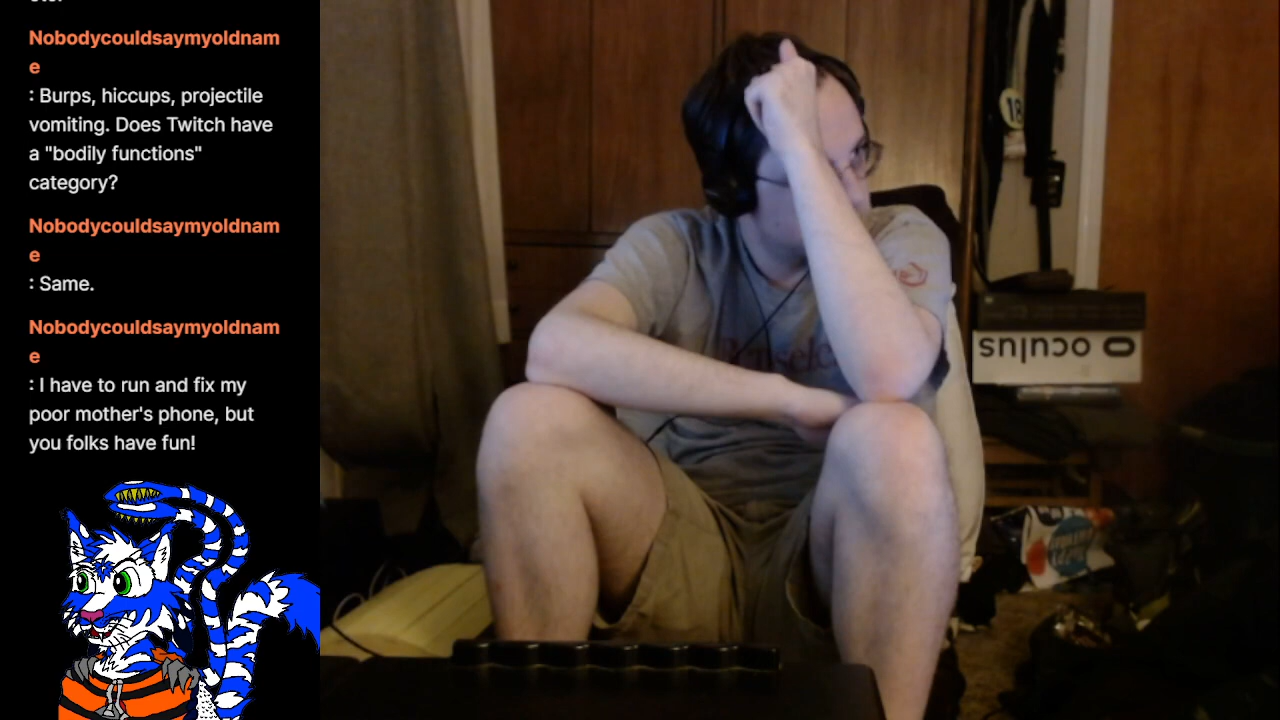 Nobodycouldsaymyoldnam
e
: Burps, hiccups, projectile
vomiting. Does Twitch have
a "bodily functions"
category?
Nobodycouldsaymyoldnam
e
: Same.
Nobodycouldsaymyoldnam
e
: I have to run and fix my
poor mother's phone, but
you folks have fun!
18
oculus